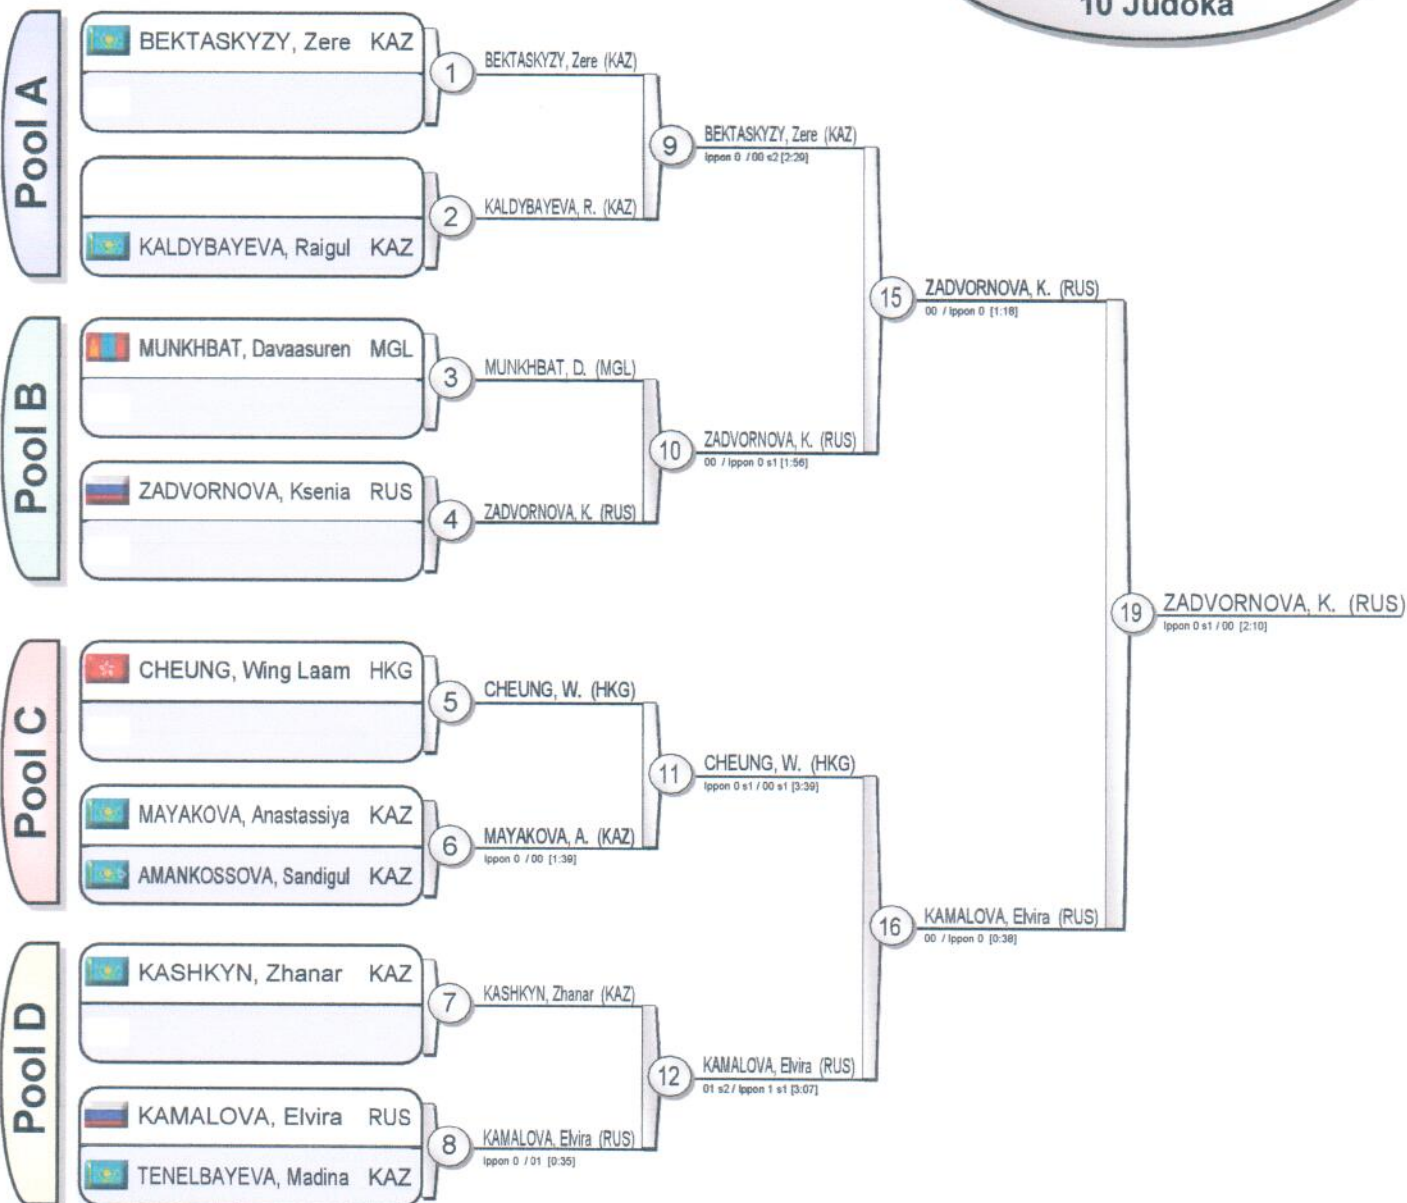 10 Judoka
Pool A
BEKTASKYZY, Zere KAZ
1
BEKTASKYZY, Zere (KAZ)
2
KALDYBAYEVA, R. (KAZ)
KALDYBAYEVA, Raigul KAZ
9
BEKTASKYZY, Zere (KAZ)
Ippon 0 / 00 s2 [2:29]
Pool B
MUNKHBAT, Davaasuren MGL
3
MUNKHBAT, D. (MGL)
ZADVORNOVA, Ksenia RUS
4
ZADVORNOVA, K. (RUS)
10
ZADVORNOVA, K. (RUS)
00 / Ippon 0 s1 [1:56]
15
ZADVORNOVA, K. (RUS)
00 / Ippon 0 [1:18]
Pool C
CHEUNG, Wing Laam HKG
5
CHEUNG, W. (HKG)
MAYAKOVA, Anastassiya KAZ
AMANKOSSOVA, Sandigul KAZ
6
MAYAKOVA, A. (KAZ)
Ippon 0 / 00 [1:39]
11
CHEUNG, W. (HKG)
Ippon 0 s1 / 00 s1 [3:39]
Pool D
KASHKYN, Zhanar KAZ
7
KASHKYN, Zhanar (KAZ)
KAMALOVA, Elvira RUS
TENELBAYEVA, Madina KAZ
8
KAMALOVA, Elvira (RUS)
Ippon 0 / 01 [0:35]
12
KAMALOVA, Elvira (RUS)
01 s2 / Ippon 1 s1 [3:07]
16
KAMALOVA, Elvira (RUS)
00 / Ippon 0 [0:38]
19
ZADVORNOVA, K. (RUS)
Ippon 0 s1 / 00 [2:10]